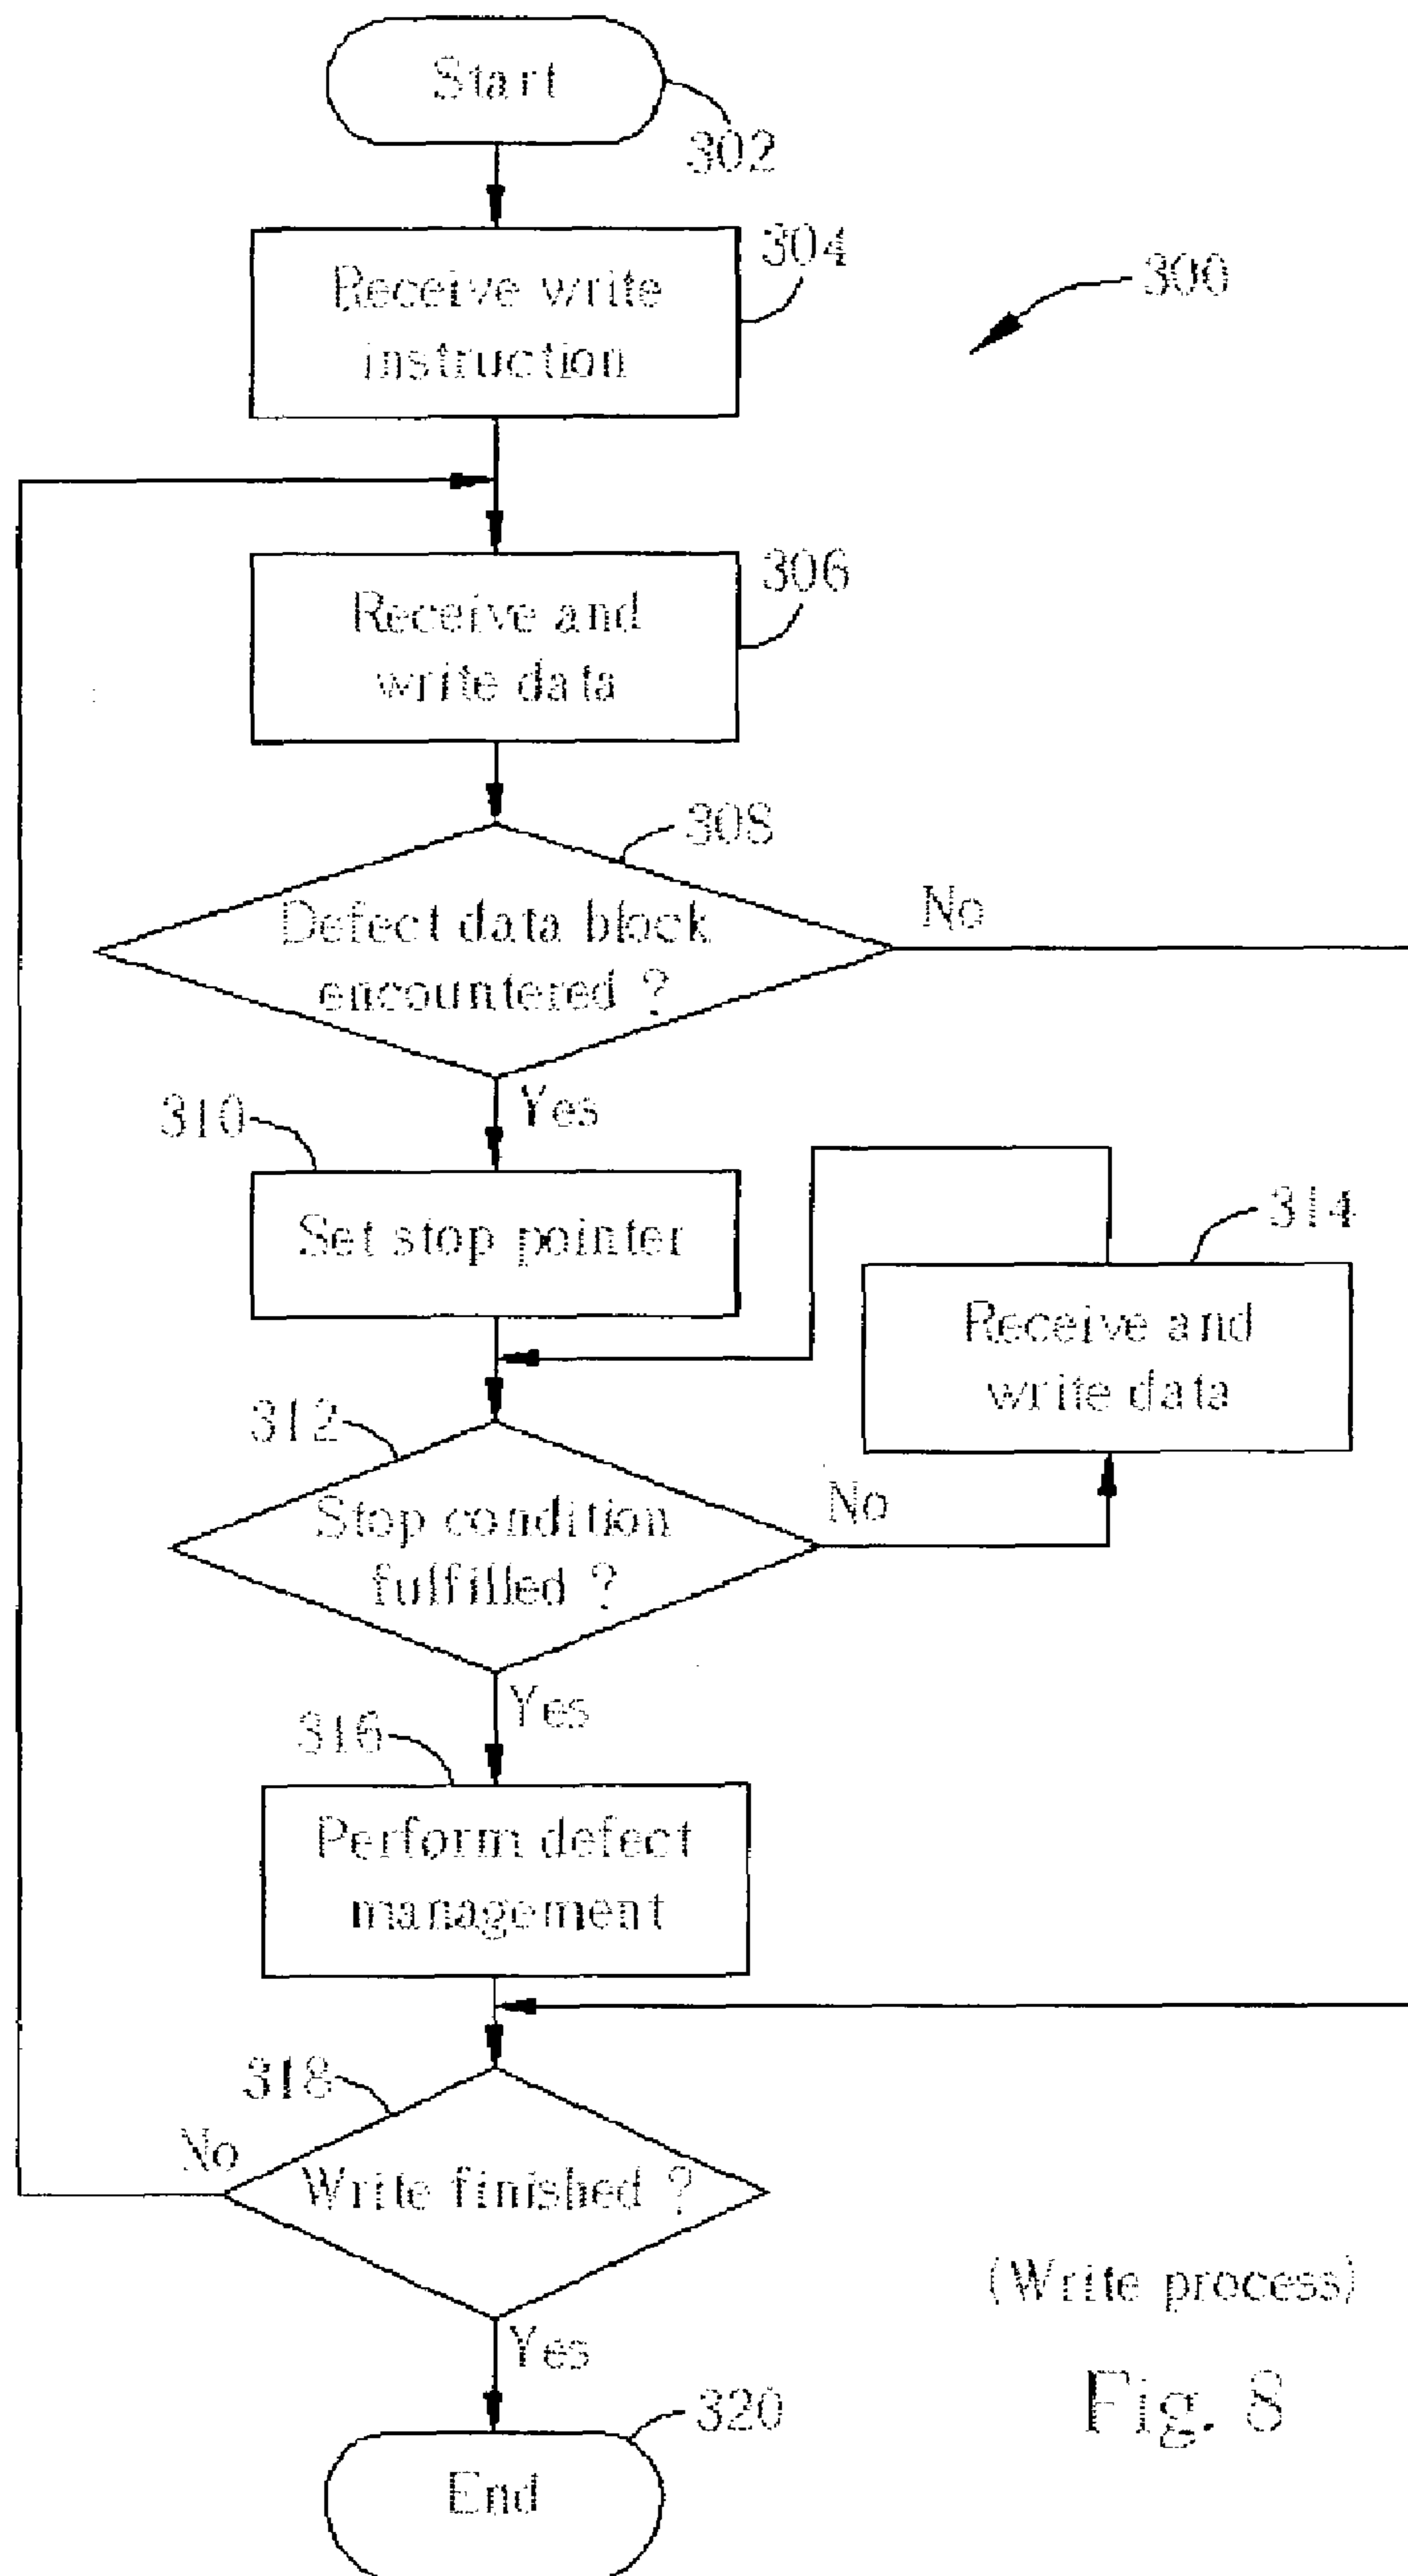 Start
302
Receive write
instruction
304
300
Receive and
write data
306
308
Defect data block
encountered ?
No
Yes
310
Set stop pointer
314
Receive and
write data
312
Stop condition
fulfilled ?
No
Yes
316
Perform defect
management
318
No
Write finished ?
Yes
(Write process)
Fig. 8
320
End